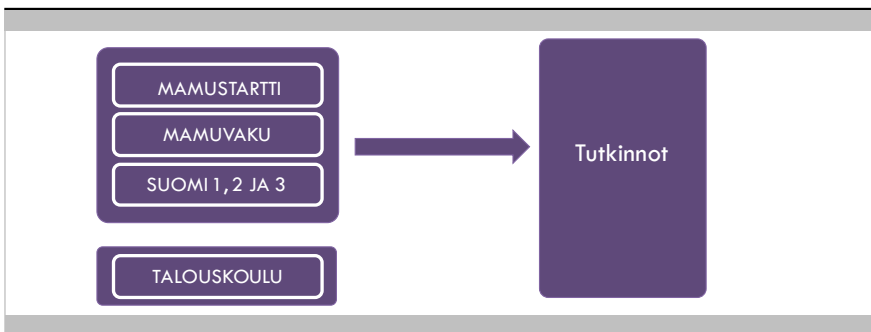 MAMUSTARTTI
MAMUVAKU
SUOMI 1, 2 JA 3
TALOUSKOULU
Tutkinnot